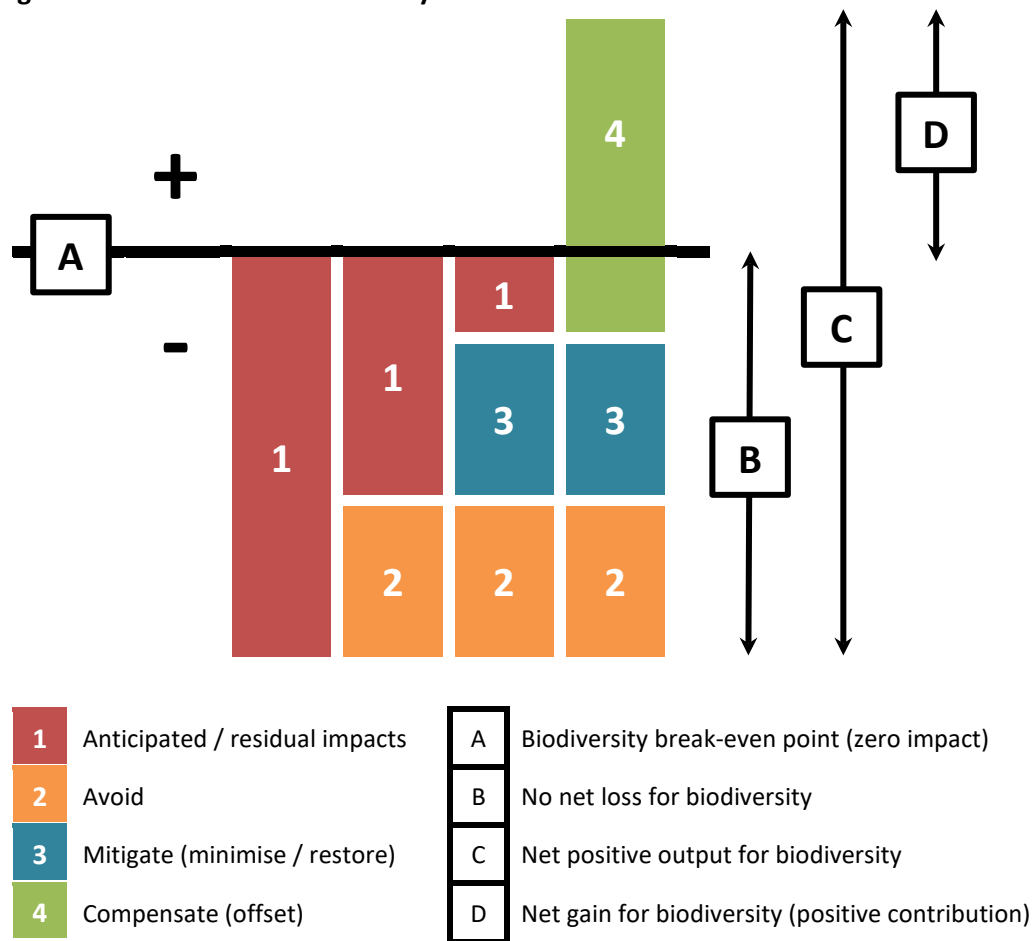 4
D
+
A
1
C
-
1
3
3
B
1
2
2
2
1 Anticipated / residual impacts
A Biodiversity break-even point (zero impact)
2 Avoid
B No net loss for biodiversity
3 Mitigate (minimise / restore)
C Net positive output for biodiversity
4 Compensate (offset)
D Net gain for biodiversity (positive contribution)